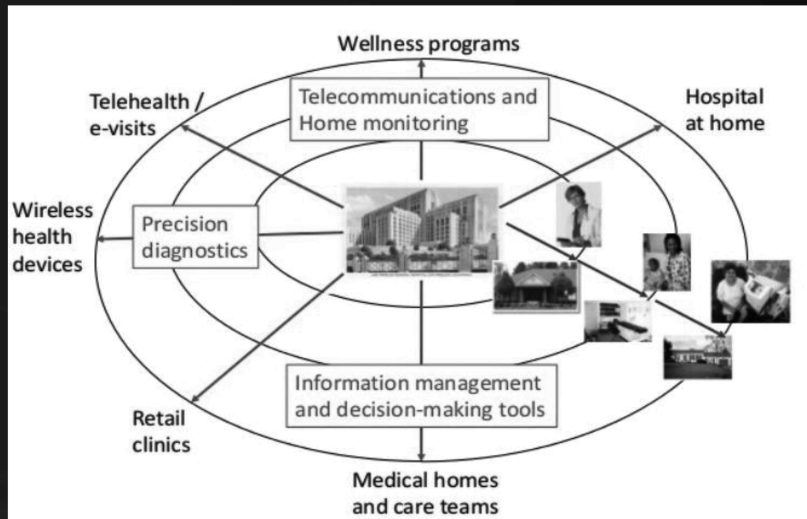 Wellness programs
Telecommunications and
Home monitoring
Telehealth /
e-visits
Hospital
at home
Wireless
health
devices
Precision
diagnostics
Information management
and decision-making tools
Retail
clinics
Medical homes
and care teams